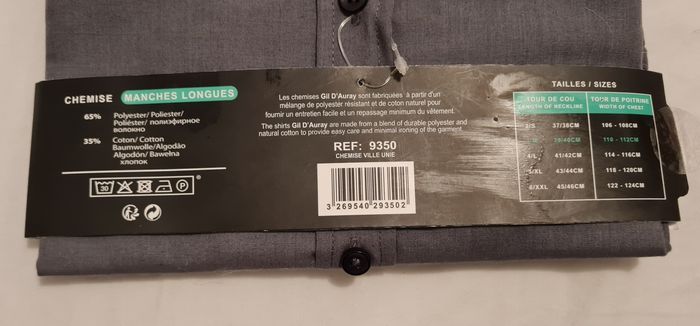 CHEMISE MANCHES LONGUES
65% Polyester/Poliester/
Poliéster/ полиэфирное
волокно
35% Coton/Cotton
Baumwolle/Algodão
Algodón/Bawełna
хлопок
30
P
Les chemises Gil D'Auray sont fabriquées à partir d'un
mélange de polyester résistant et de coton naturel pour
fournir un entretien facile et un repassage minimum du vêtement.
The shirts Gil D'Auray are made from a blend of durable polyester and
natural cotton to provide easy care and minimal ironing of the garment.
REF: 9350
CHEMISE VILLE UNIE
3 269540 293502
TAILLES / SIZES
TOUR DE COU TOUR DE POITRINE
LENGTH OF NECKLINE WIDTH OF CHEST
2/S 37/38CM 106 - 108CM
39/40CM 110 - 112CM
4/L 41/42CM 114 - 116CM
5/XL 43/44CM 118 - 120CM
6/XXL 45/46CM 122 - 124CM